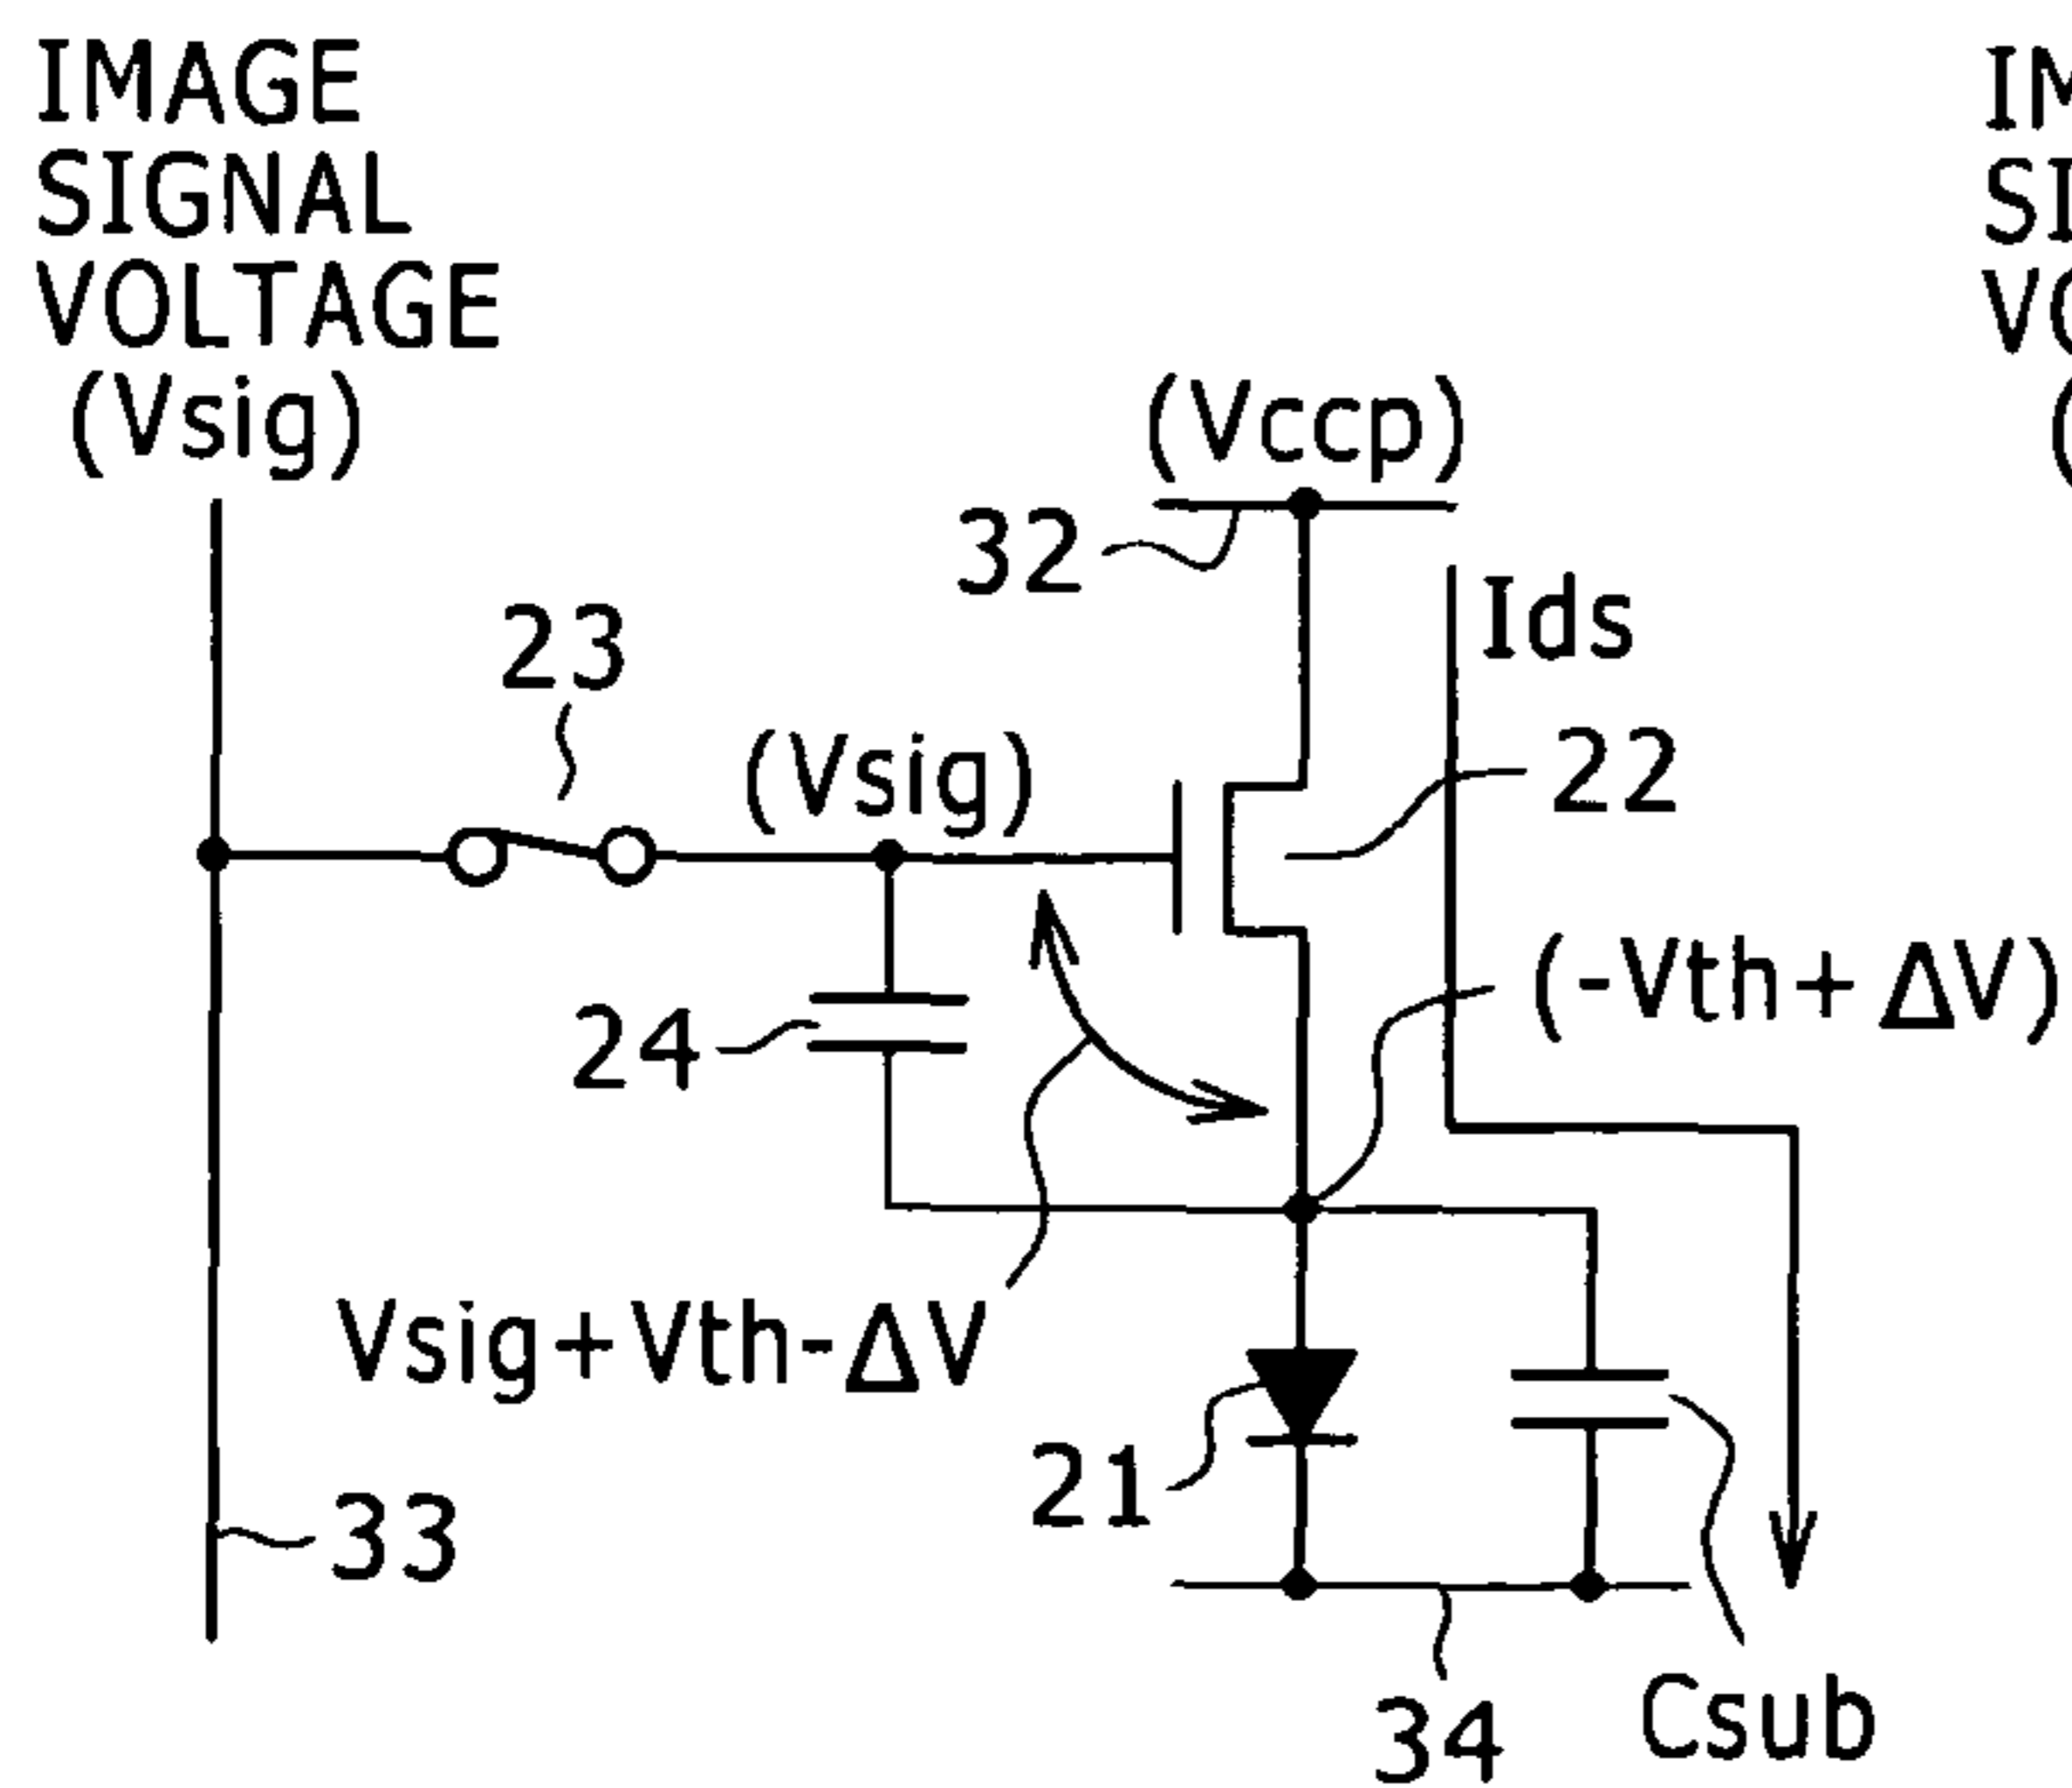 IMAGE
SIGNAL
VOLTAGE
(Vsig)
(Vccp)
32
Ids
23
22
(Vsig)
(-Vth+ΔV)
24
Vsig+Vth-ΔV
21
33
34
Csub